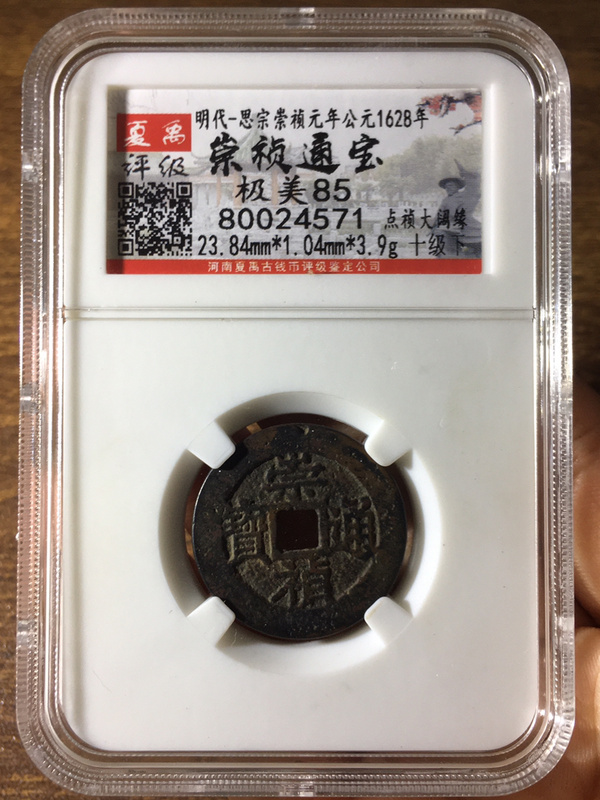 夏禹
评级
明代-思宗崇祯元年公元1628年
崇祯通宝
极美85
80024571 点祯大阔缘
23.84mm*1.04mm*3.9g 十级下
河南夏禹古钱币评级鉴定公司
崇禎通寳